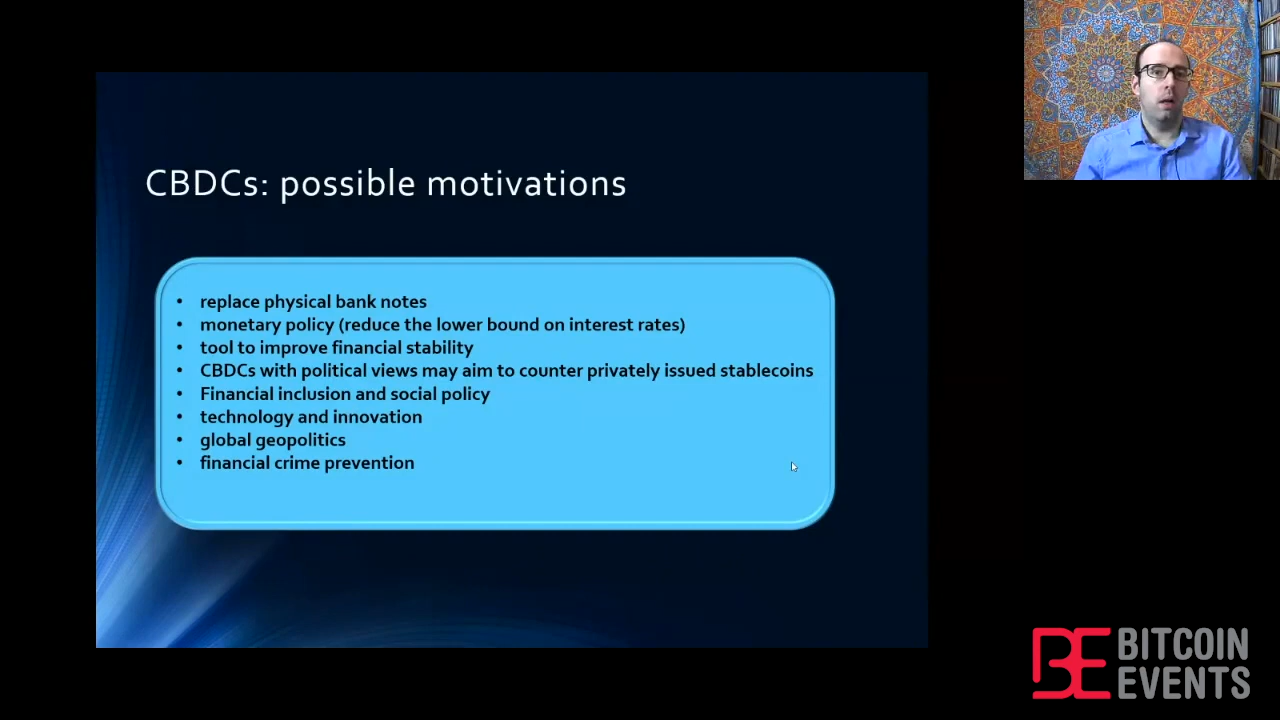 CBDCs: possible motivations
• replace physical bank notes
• monetary policy (reduce the lower bound on interest rates)
• tool to improve financial stability
• CBDCs with political views may aim to counter privately issued stablecoins
• Financial inclusion and social policy
• technology and innovation
• global geopolitics
• financial crime prevention
BE BITCOIN
EVENTS